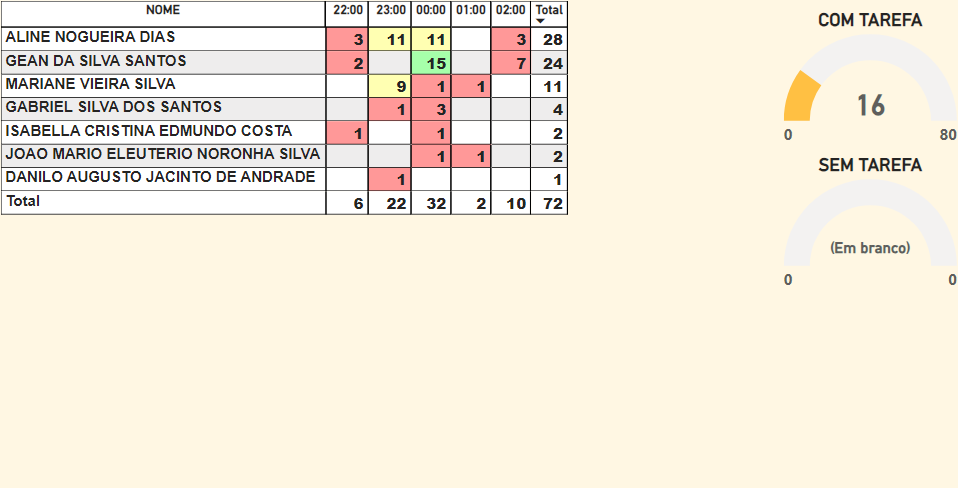 NOME 22:00 23:00 00:00 01:00 02:00 Total
ALINE NOGUEIRA DIAS 3 11 11 3 28
GEAN DA SILVA SANTOS 2 15 7 24
MARIANE VIEIRA SILVA 9 1 1 11
GABRIEL SILVA DOS SANTOS 1 3 4
ISABELLA CRISTINA EDMUNDO COSTA 1 1 2
JOAO MARIO ELEUTERIO NORONHA SILVA 1 1 2
DANILO AUGUSTO JACINTO DE ANDRADE 1 1
Total 6 22 32 2 10 72
COM TAREFA
16
0 80
SEM TAREFA
(Em branco)
0 0